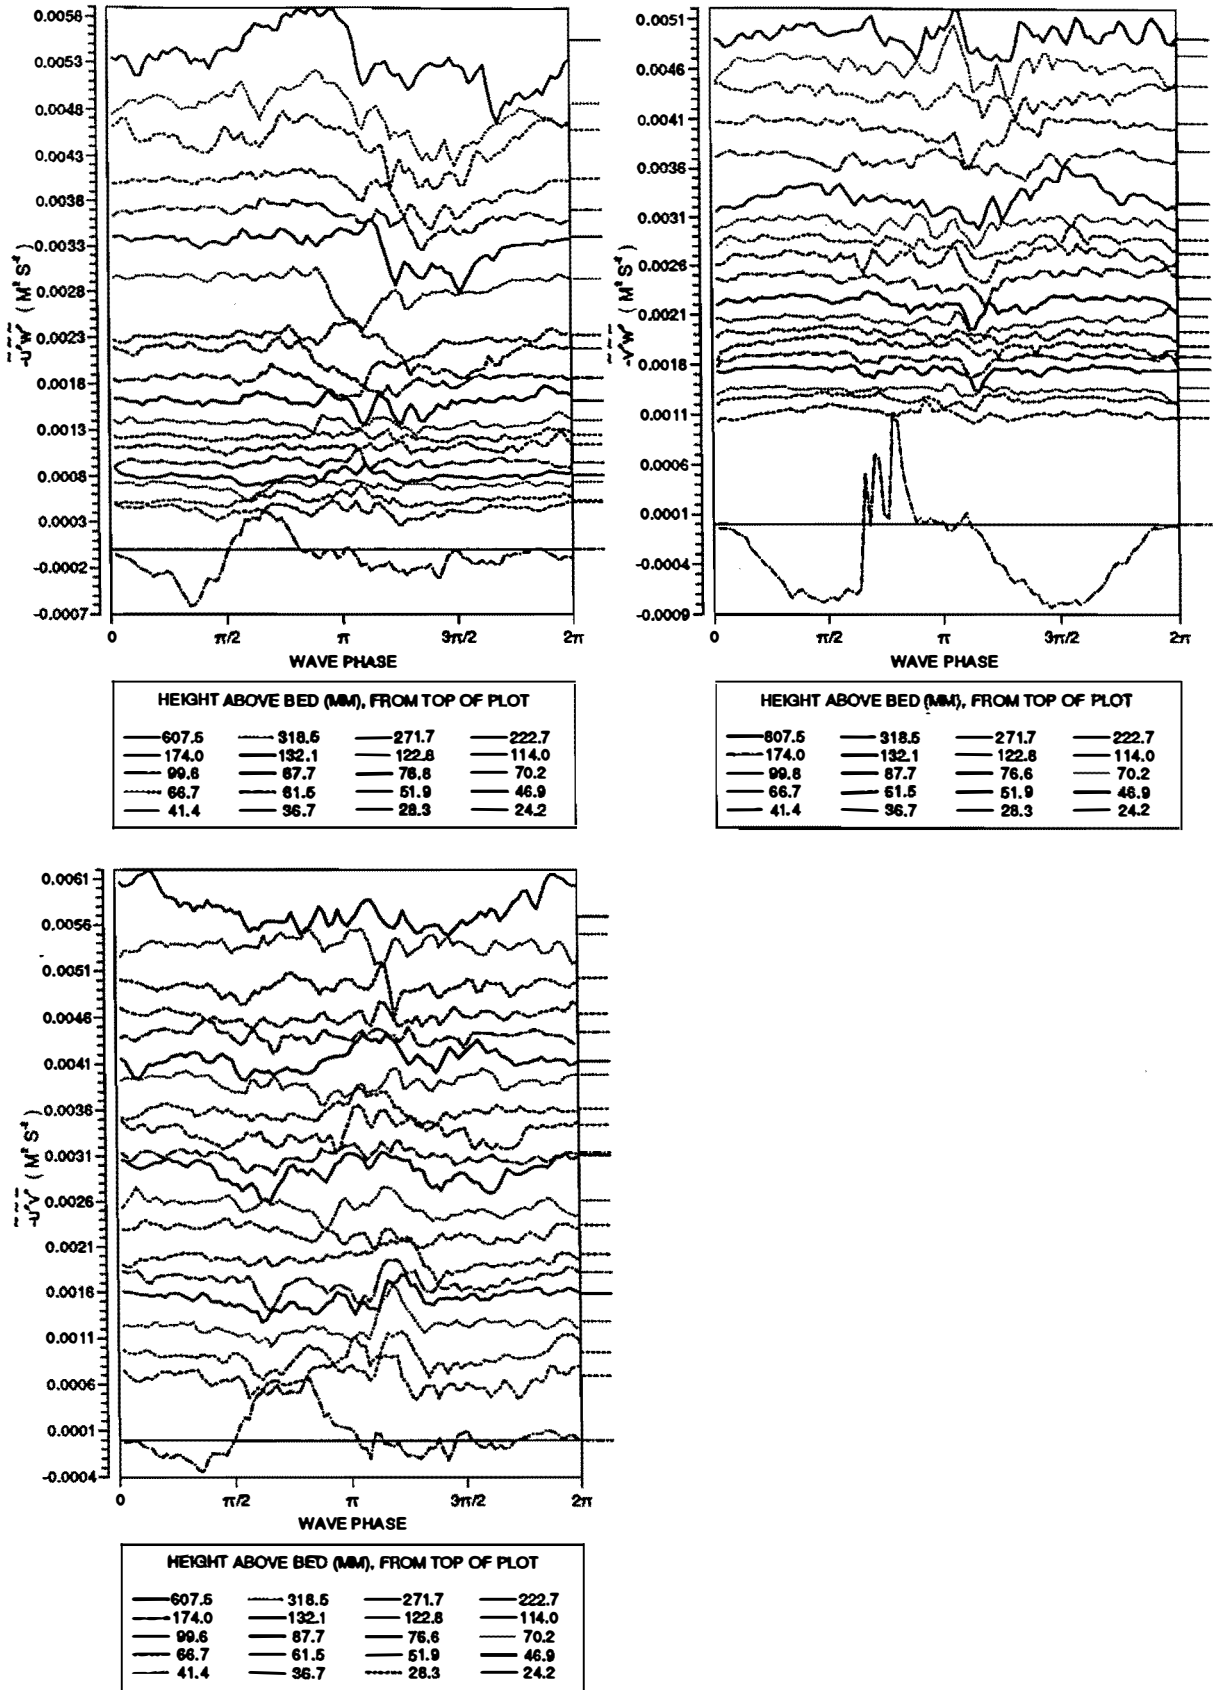 0.0058
0.0053
0.0048
0.0043
0.0038
0.0033
0.0028
0.0023
0.0018
0.0013
0.0008
0.0003
-0.0002
-0.0007
-u'w' ( M² S⁻² )
0 π/2 π 3π/2 2π
WAVE PHASE
HEIGHT ABOVE BED (MM), FROM TOP OF PLOT
607.5 318.5 271.7 222.7
174.0 132.1 122.8 114.0
99.6 87.7 76.6 70.2
66.7 61.5 51.9 46.9
41.4 36.7 28.3 24.2
0.0051
0.0046
0.0041
0.0036
0.0031
0.0026
0.0021
0.0018
0.0011
0.0006
0.0001
-0.0004
-0.0009
-v'w' ( M² S⁻² )
0 π/2 π 3π/2 2π
WAVE PHASE
HEIGHT ABOVE BED (MM), FROM TOP OF PLOT
607.5 318.5 271.7 222.7
174.0 132.1 122.8 114.0
99.8 87.7 76.6 70.2
66.7 61.5 51.9 46.9
41.4 36.7 28.3 24.2
0.0061
0.0056
0.0051
0.0046
0.0041
0.0036
0.0031
0.0026
0.0021
0.0016
0.0011
0.0006
0.0001
-0.0004
-u'v' ( M² S⁻² )
0 π/2 π 3π/2 2π
WAVE PHASE
HEIGHT ABOVE BED (MM), FROM TOP OF PLOT
607.5 318.5 271.7 222.7
174.0 132.1 122.8 114.0
99.6 87.7 76.6 70.2
66.7 61.5 51.9 46.9
41.4 36.7 28.3 24.2